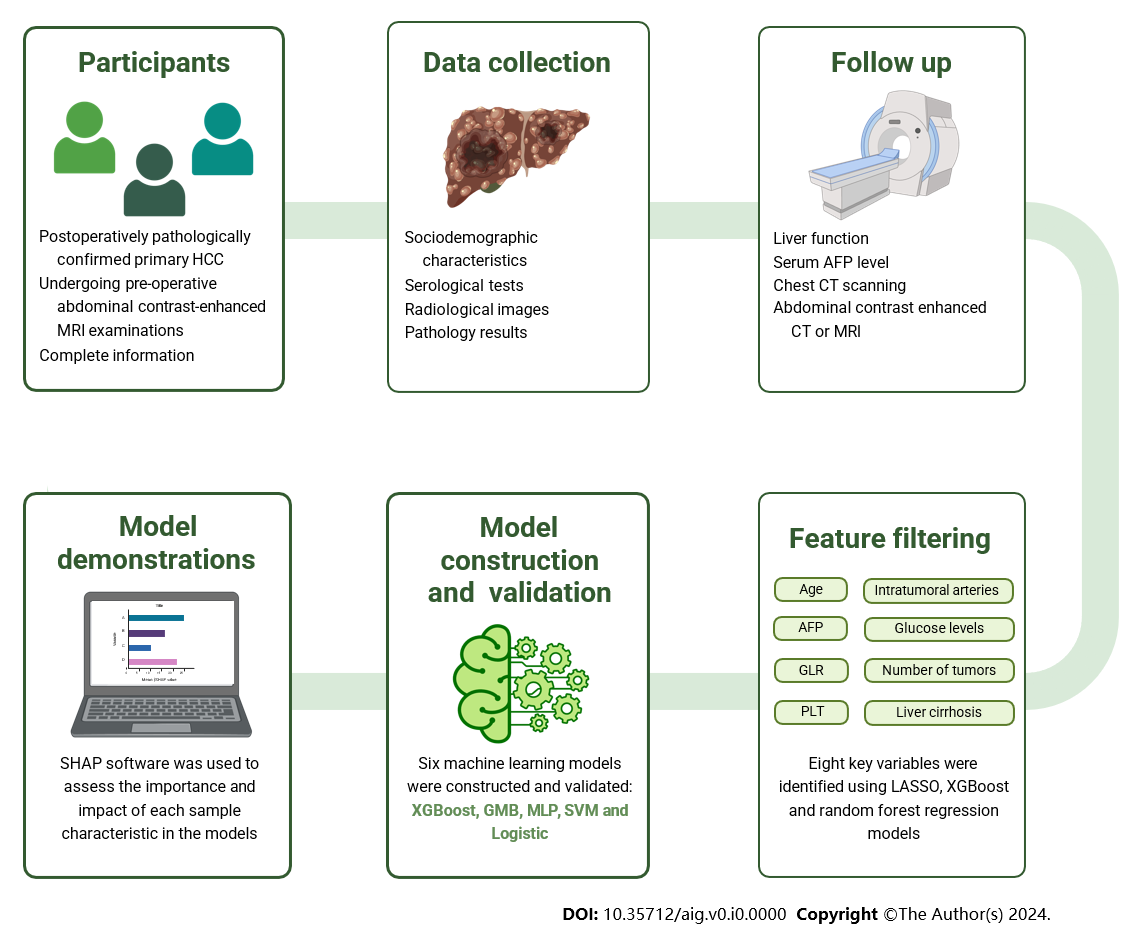 Participants
Postoperatively pathologically
confirmed primary HCC
Undergoing pre-operative
abdominal contrast-enhanced
MRI examinations
Complete information
Data collection
Sociodemographic
characteristics
Serological tests
Radiological images
Pathology results
Follow up
Liver function
Serum AFP level
Chest CT scanning
Abdominal contrast enhanced
CT or MRI
Feature filtering
Age
Intratumoral arteries
AFP
Glucose levels
GLR
Number of tumors
PLT
Liver cirrhosis
Eight key variables were
identified using LASSO, XGBoost
and random forest regression
models
Model
construction
and validation
Six machine learning models
were constructed and validated:
XGBoost, GMB, MLP, SVM and
Logistic
Model
demonstrations
Title
A
B
C
D
SHAP software was used to
assess the importance and
impact of each sample
characteristic in the models
DOI: 10.35712/aig.v0.i0.0000 Copyright ©The Author(s) 2024.